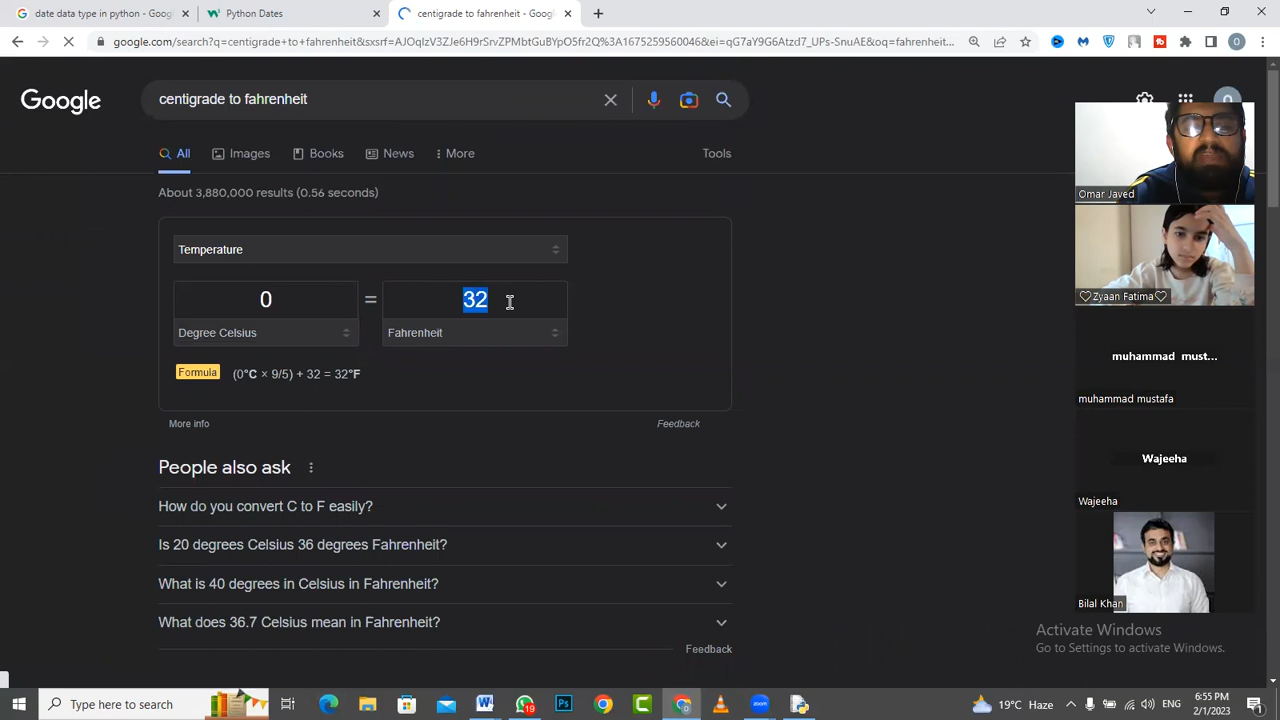 date data type in python - Googl
Python Dates
centigrade to fahrenheit - Google
google.com/search?q=centigrade+to+fahrenheit&sxsrf=AJOqIzV3ZJe6H9rSrvZPMbtGuBYpO5fr2Q%3A1675259560046&ei=qG7aY9G6Atzd7_UPs-SnuAE&oq=fahrenheit...
Google
centigrade to fahrenheit
All
Images
Books
News
More
Tools
About 3,880,000 results (0.56 seconds)
Temperature
0 = 32
Degree Celsius
Fahrenheit
Formula (0°C × 9/5) + 32 = 32°F
More info
Feedback
People also ask
How do you convert C to F easily?
Is 20 degrees Celsius 36 degrees Fahrenheit?
What is 40 degrees in Celsius in Fahrenheit?
What does 36.7 Celsius mean in Fahrenheit?
Feedback
Omar Javed
♡Zyaan Fatima♡
muhammad must...
muhammad mustafa
Wajeeha
Wajeeha
Bilal Khan
Activate Windows
Go to Settings to activate Windows.
Type here to search
19
19°C Haze
ENG
6:55 PM
2/1/2023